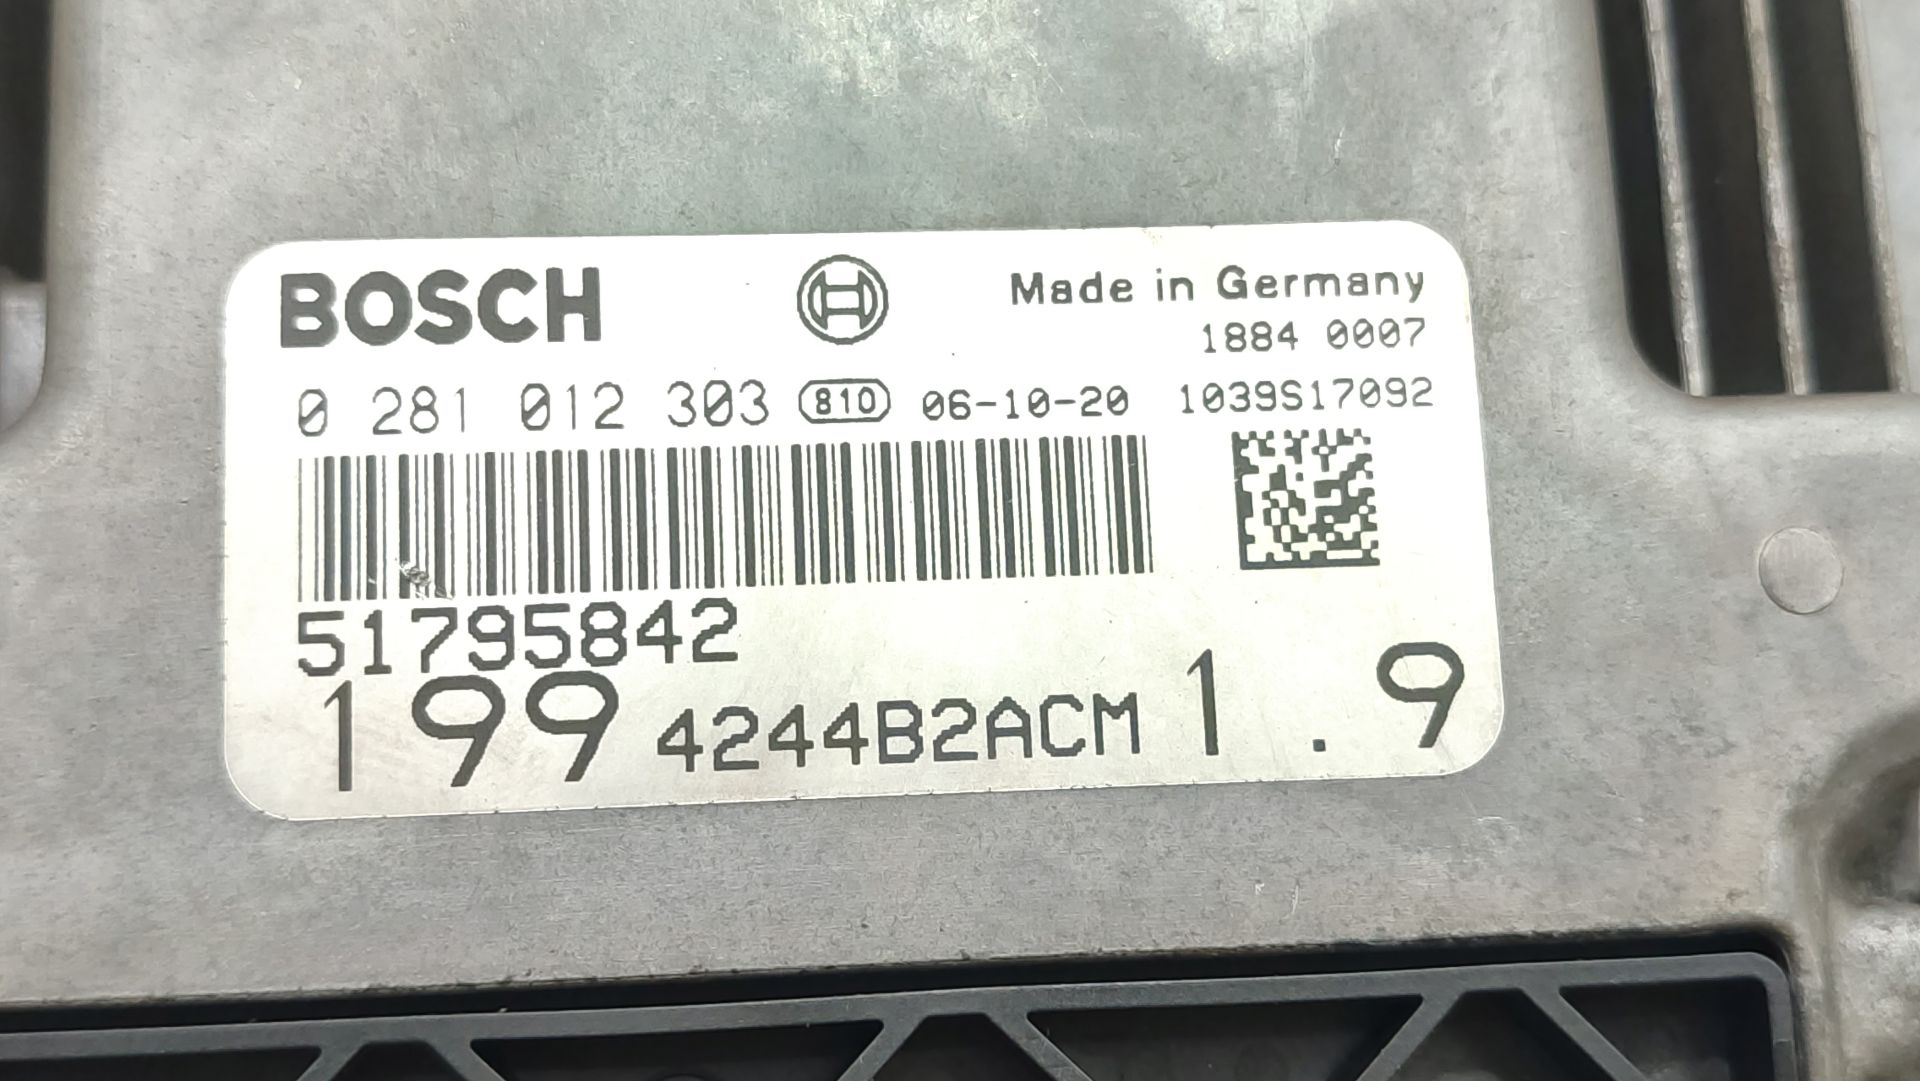 BOSCH Made in Germany
1884 0007
0 281 012 303 810 06-10-20 1039S17092
51795842
199 4244B2ACM 1.9